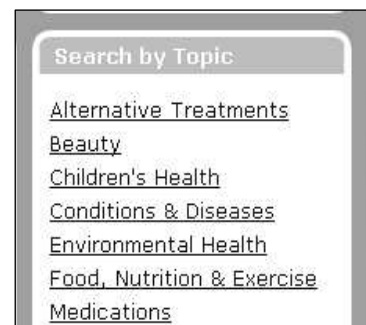 Search by Topic
Alternative Treatments
Beauty
Children's Health
Conditions & Diseases
Environmental Health
Food, Nutrition & Exercise
Medications